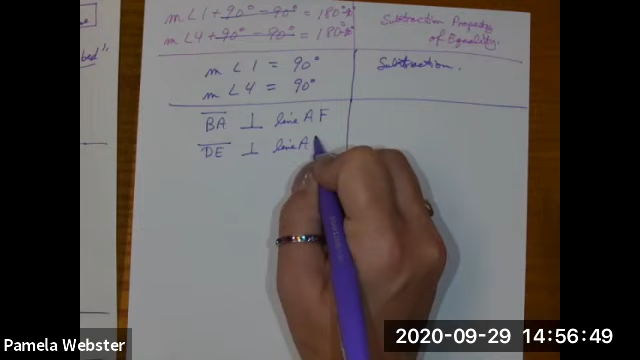 m∠1 + 90° - 90° = 180° - 90° Subtraction Property
m∠4 + 90° - 90° = 180° - 90° of Equality.
m∠1 = 90° Subtraction.
m∠4 = 90°
BA ⊥ line AF
DE ⊥ line A
Pamela Webster
2020-09-29 14:56:49